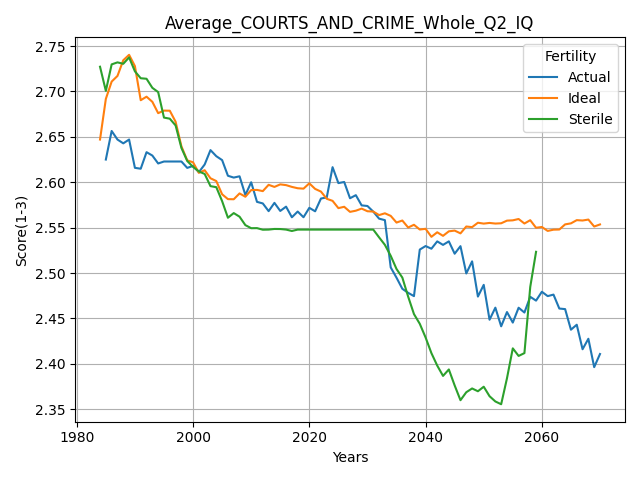 Average_COURTS_AND_CRIME_Whole_Q2_IQ
Fertility
Actual
Ideal
Sterile
Score(1-3)
2.75
2.70
2.65
2.60
2.55
2.50
2.45
2.40
2.35
1980
2000
2020
2040
2060
Years